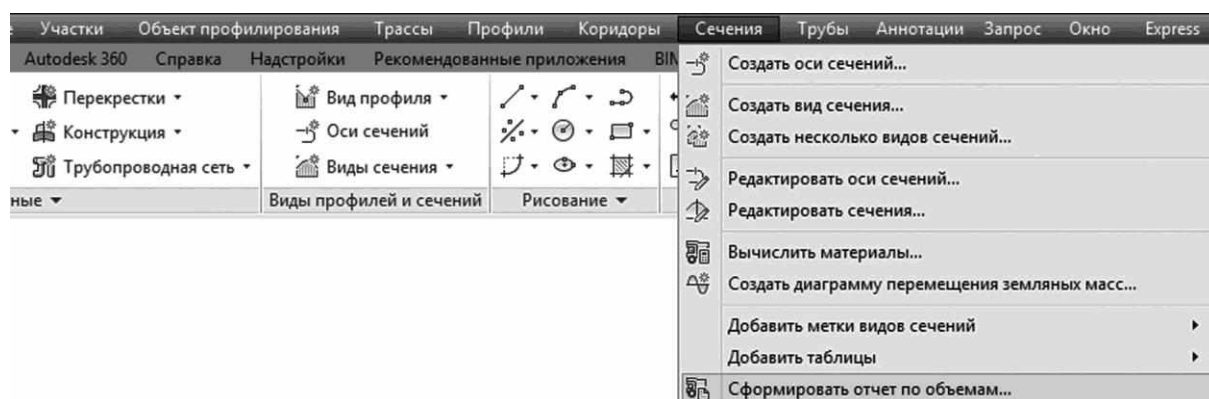 Участки Объект профилирования Трассы Профили Коридоры Сечения Трубы Аннотации Запрос Окно Express
Autodesk 360 Справка Надстройки Рекомендованные приложения
Перекрестки
Конструкция
Трубопроводная сеть
Вид профиля
Оси сечений
Виды сечения
Виды профилей и сечений
Рисование
Создать оси сечений...
Создать вид сечения...
Создать несколько видов сечений...
Редактировать оси сечений...
Редактировать сечения...
Вычислить материалы...
Создать диаграмму перемещения земляных масс...
Добавить метки видов сечений
Добавить таблицы
Сформировать отчет по объемам...